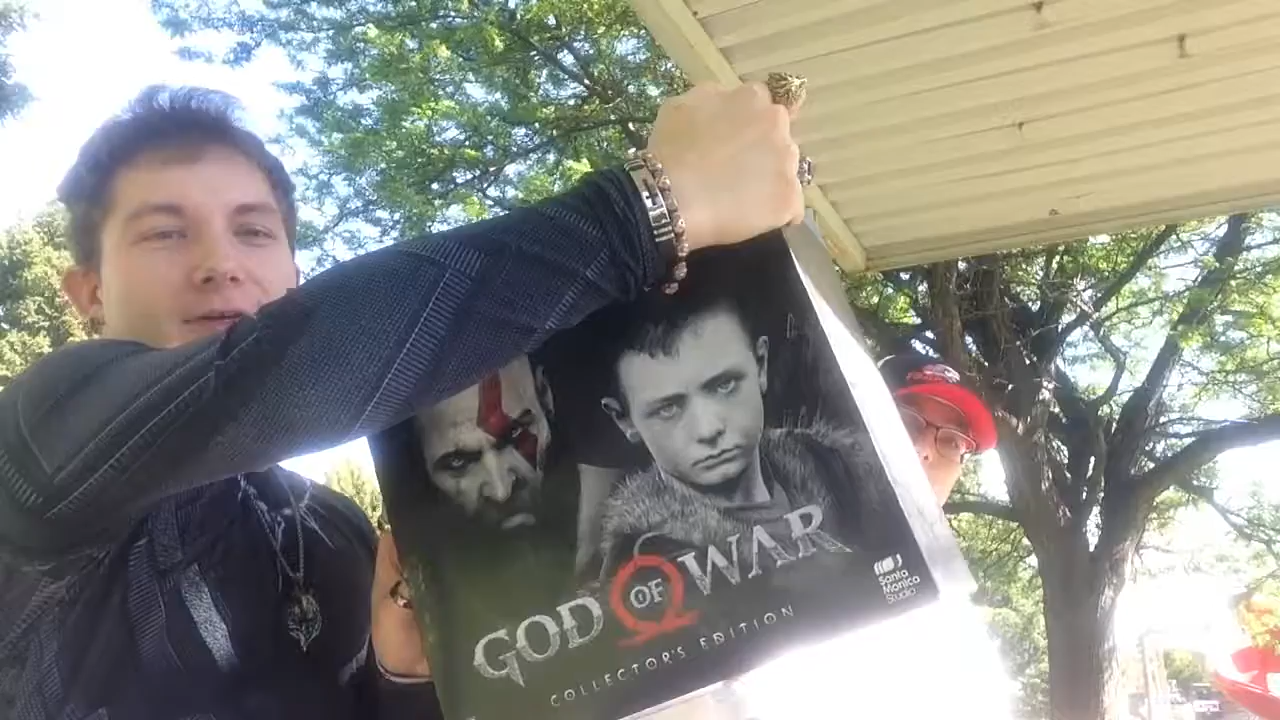 GOD OF WAR
COLLECTOR'S EDITION
Santa
Monica
Studio